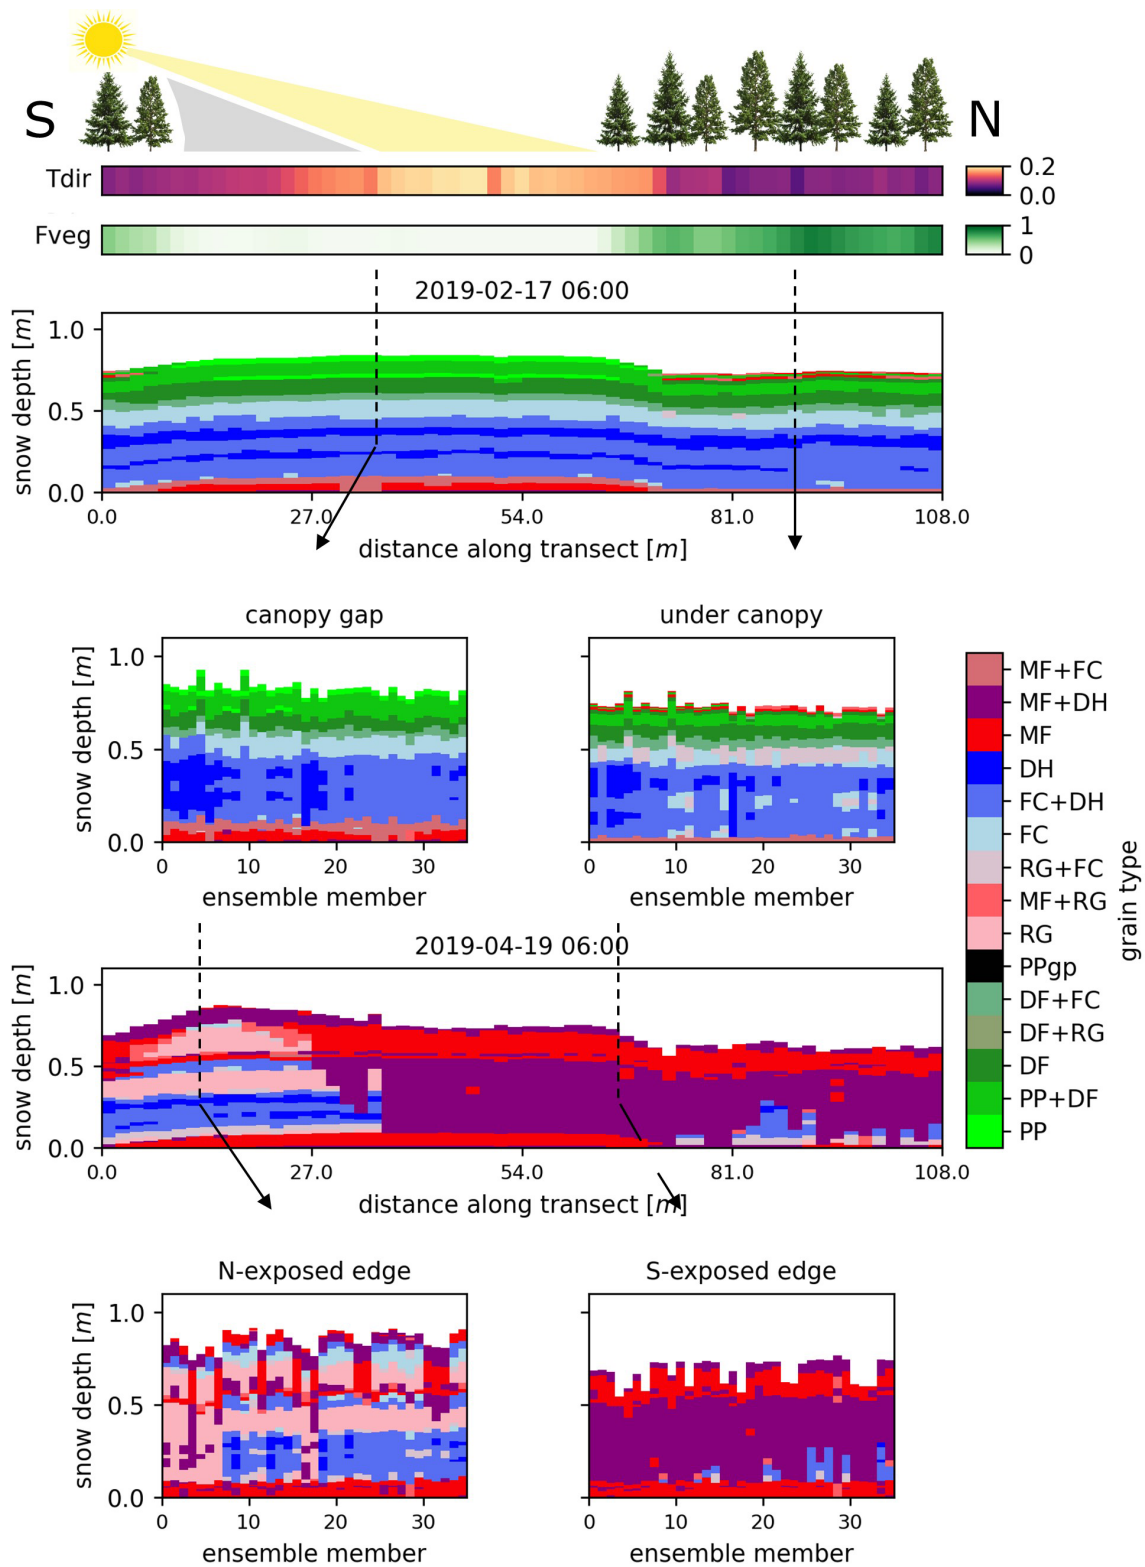 S
N
Tdir
0.2
0.0
Fveg
1
0
2019-02-17 06:00
snow depth [m]
1.0
0.5
0.0
0.0 27.0 54.0 81.0 108.0
distance along transect [m]
canopy gap
under canopy
snow depth [m]
1.0
0.5
0.0
0 10 20 30
0 10 20 30
ensemble member
ensemble member
MF+FC
MF+DH
MF
DH
FC+DH
FC
RG+FC
MF+RG
RG
PPgp
DF+FC
DF+RG
DF
PP+DF
PP
grain type
2019-04-19 06:00
snow depth [m]
1.0
0.5
0.0
0.0 27.0 54.0 81.0 108.0
distance along transect [m]
N-exposed edge
S-exposed edge
snow depth [m]
1.0
0.5
0.0
0 10 20 30
0 10 20 30
ensemble member
ensemble member